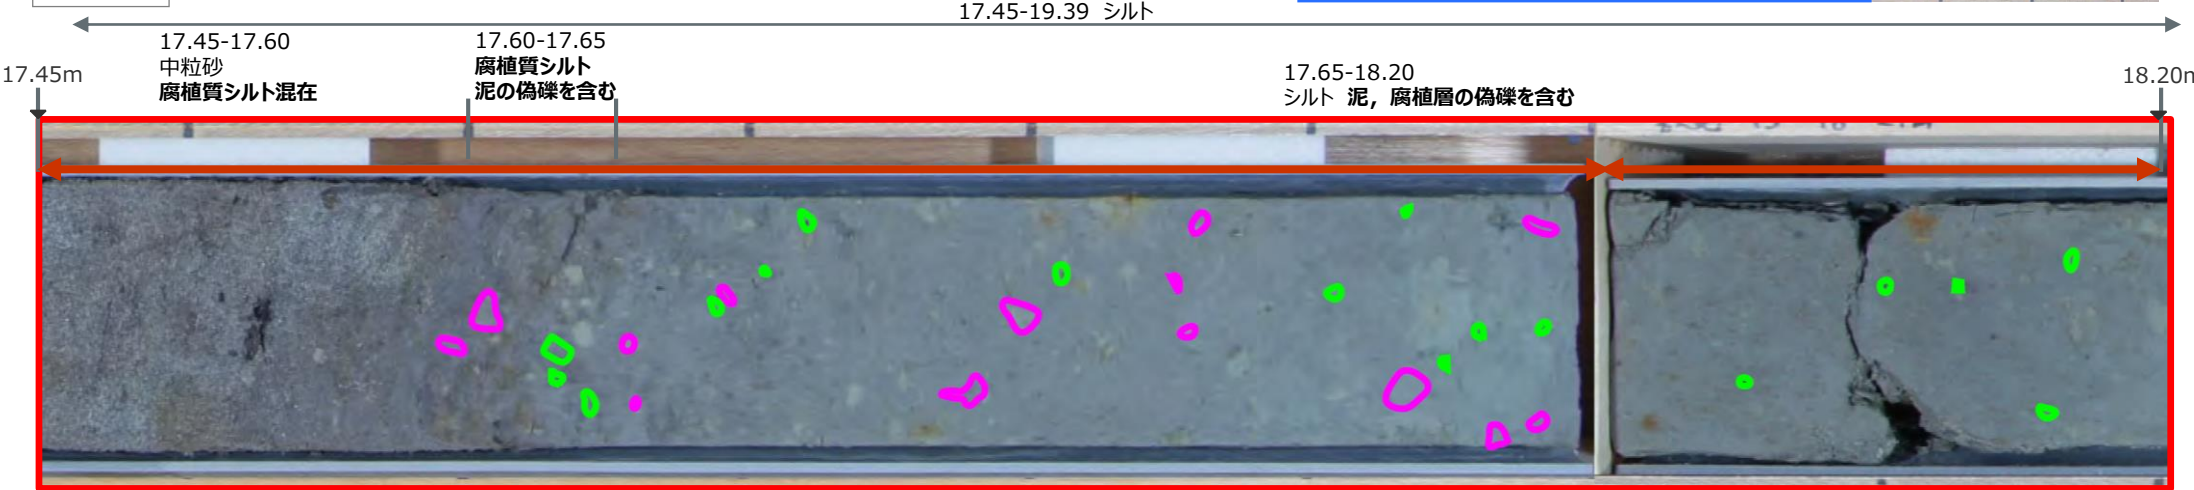 17.45-19.39 シルト
17.45-17.60
中粒砂
腐植質シルト混在
17.60-17.65
腐植質シルト
泥の偽礫を含む
17.65-18.20
シルト 泥，腐植層の偽礫を含む
17.45m
18.20m